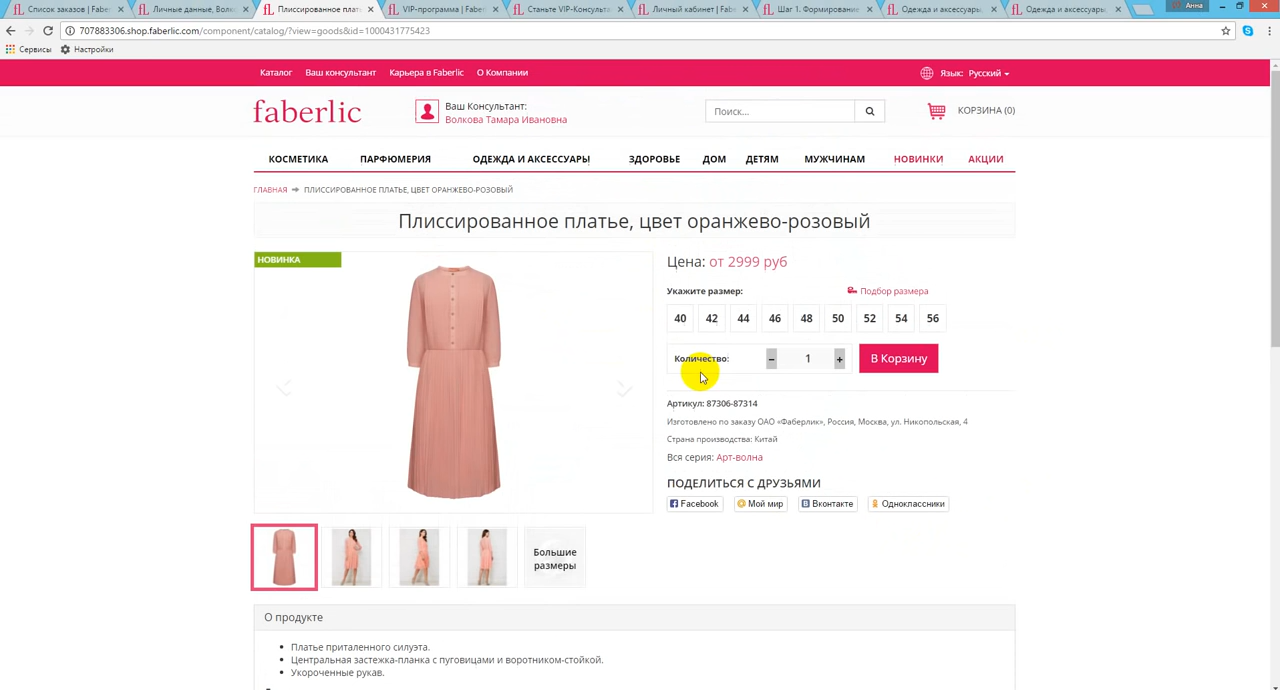 Список заказов | Faber
Личные данные, Волк
Плиссированное плат
VIP-программа | Faber
Станьте VIP-Консульта
Личный кабинет | Fab
Шаг 1. Формирование
Одежда и аксессуары,
Одежда и аксессуары
Анна
707883306.shop.faberlic.com/component/catalog/?view=goods&id=1000431775423
Сервисы Настройки
Каталог Ваш консультант Карьера в Faberlic О Компании Язык: Русский
faberlic
Ваш Консультант:
Волкова Тамара Ивановна
Поиск...
КОРЗИНА (0)
КОСМЕТИКА ПАРФЮМЕРИЯ ОДЕЖДА И АКСЕССУАРЫ ЗДОРОВЬЕ ДОМ ДЕТЯМ МУЖЧИНАМ НОВИНКИ АКЦИИ
ГЛАВНАЯ ПЛИССИРОВАННОЕ ПЛАТЬЕ, ЦВЕТ ОРАНЖЕВО-РОЗОВЫЙ
Плиссированное платье, цвет оранжево-розовый
НОВИНКА
Цена: от 2999 руб
Укажите размер: Подбор размера
40 42 44 46 48 50 52 54 56
Количество: − 1 + В Корзину
Артикул: 87306-87314
Изготовлено по заказу ОАО «Фаберлик», Россия, Москва, ул. Никопольская, 4
Страна производства: Китай
Вся серия: Арт-волна
ПОДЕЛИТЬСЯ С ДРУЗЬЯМИ
Facebook Мой мир Вконтакте Одноклассники
Большие
размеры
О продукте
Платье приталенного силуэта.
Центральная застежка-планка с пуговицами и воротником-стойкой.
Укороченные рукав.